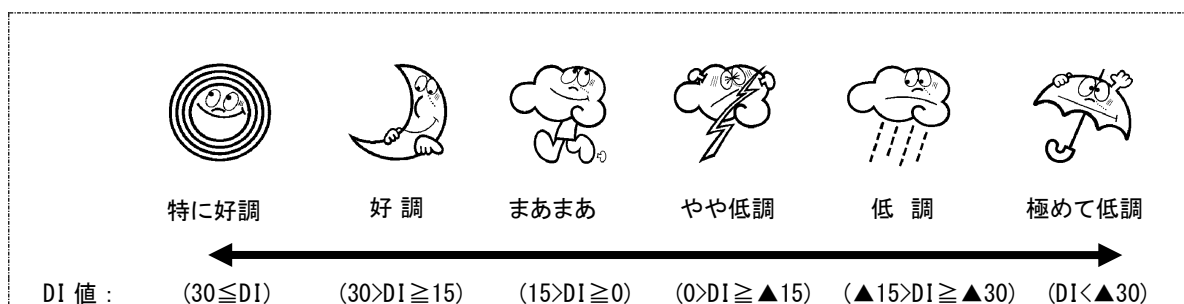 特に好調 好 調 まあまあ やや低調 低 調 極めて低調
DI 値： (30≦DI) (30>DI≧15) (15>DI≧0) (0>DI≧▲15) (▲15>DI≧▲30) (DI<▲30)